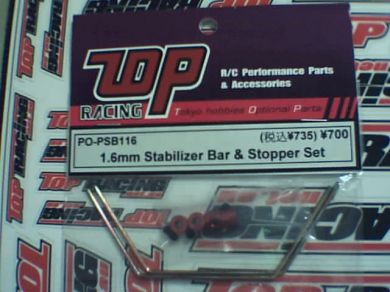 TOP
RACING
R/C Performance Parts
& Accessories
Tokyo hobbies Optional Parts
PO-PSB116
(税込¥735) ¥700
1.6mm Stabilizer Bar & Stopper Set